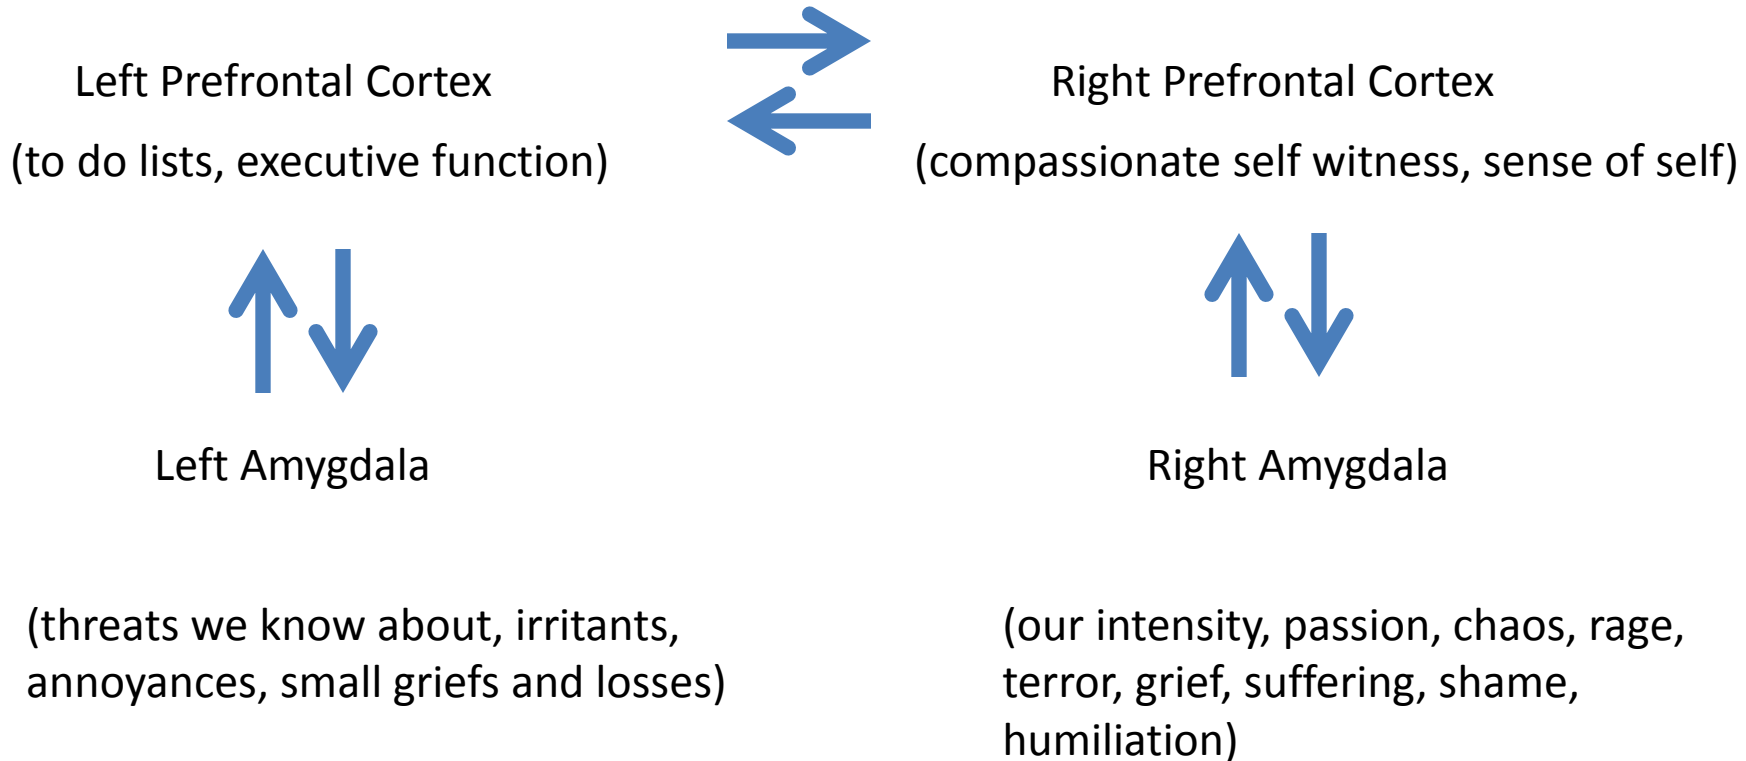 Left Prefrontal Cortex
(to do lists, executive function)
Right Prefrontal Cortex
(compassionate self witness, sense of self)
Left Amygdala
(threats we know about, irritants,
annoyances, small griefs and losses)
Right Amygdala
(our intensity, passion, chaos, rage,
terror, grief, suffering, shame,
humiliation)